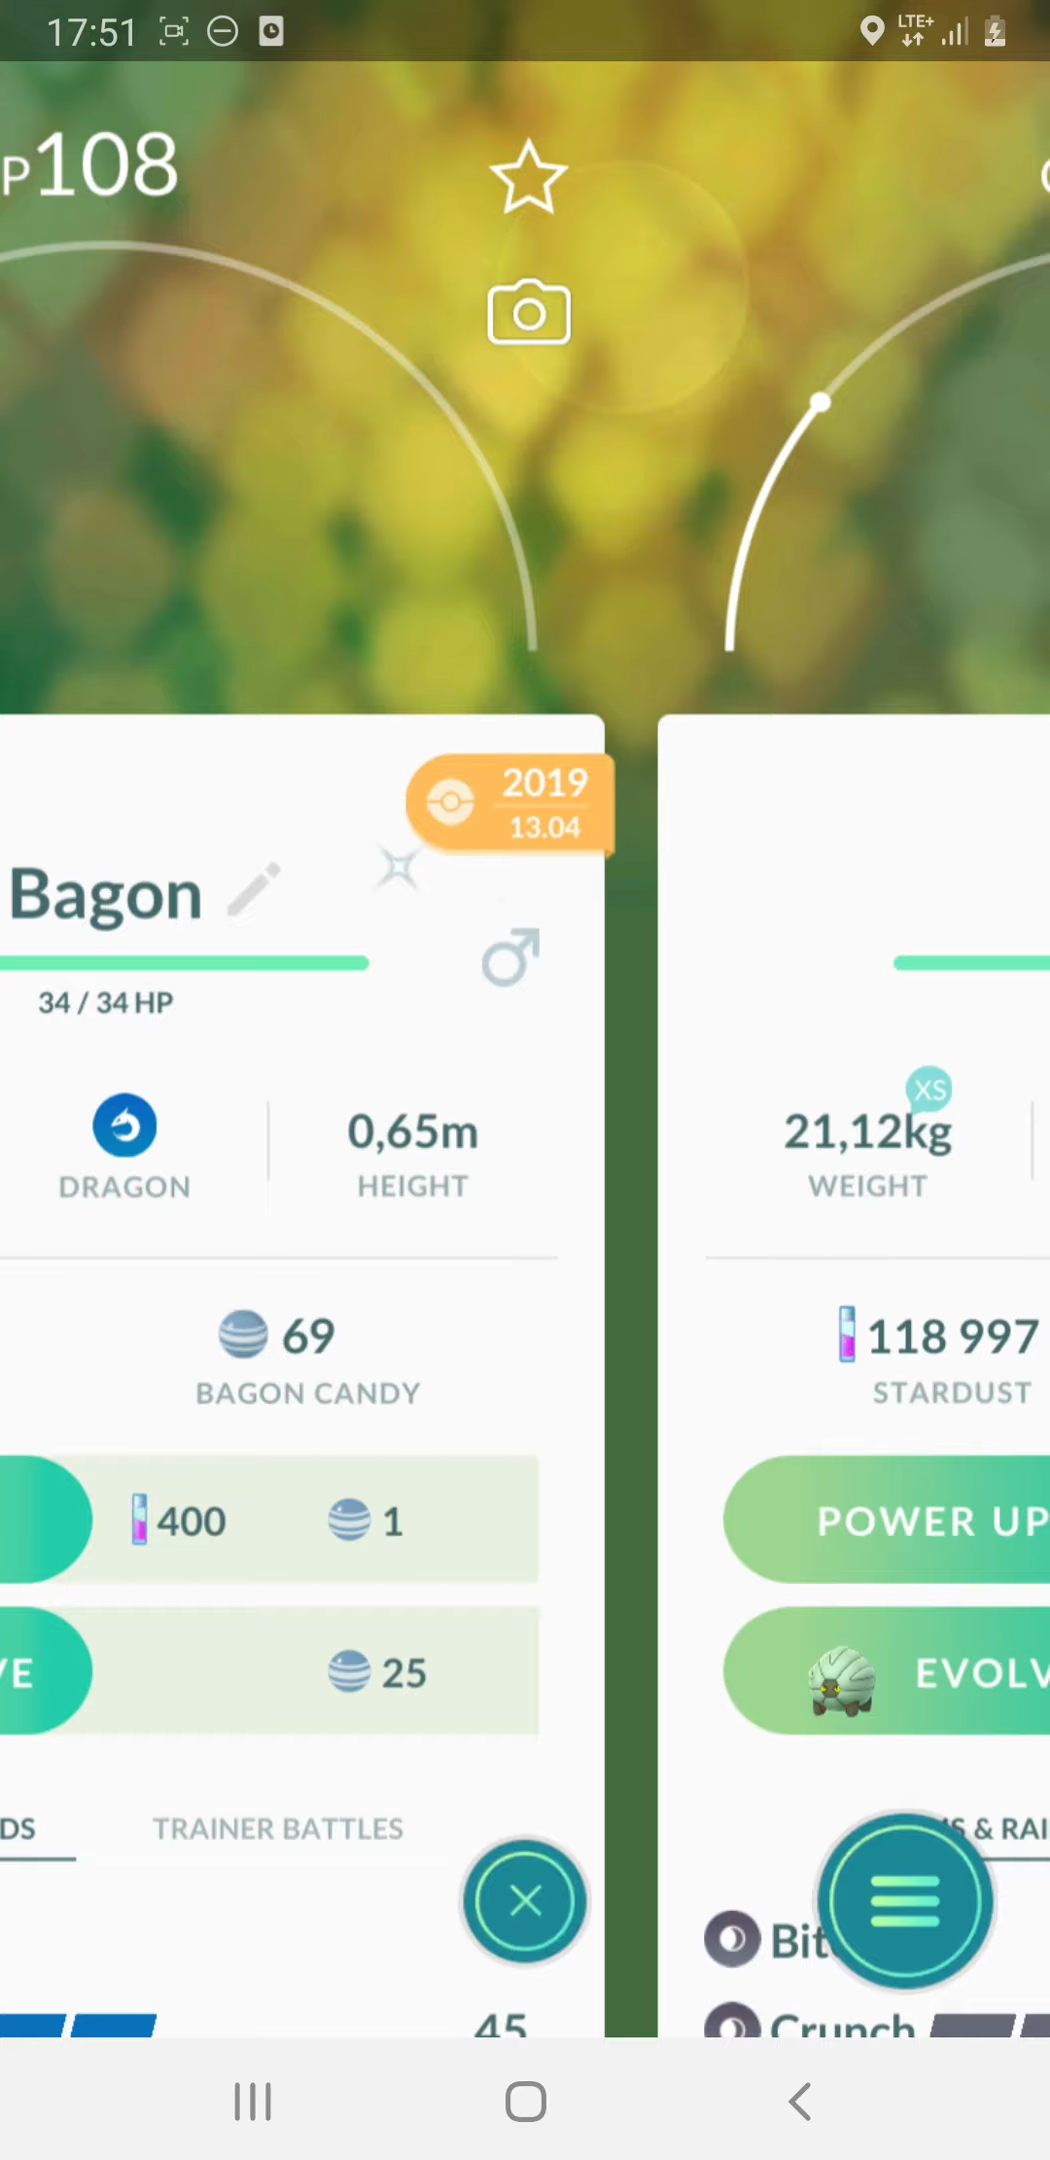 17:51
LTE+
P108
2019
13.04
Bagon
34 / 34 HP
DRAGON
0,65m
HEIGHT
XS
21,12kg
WEIGHT
69
BAGON CANDY
118 997
STARDUST
400
1
POWER UP
VE
25
EVOLV
DS
TRAINER BATTLES
S & RAI
Bit
45
Crunch